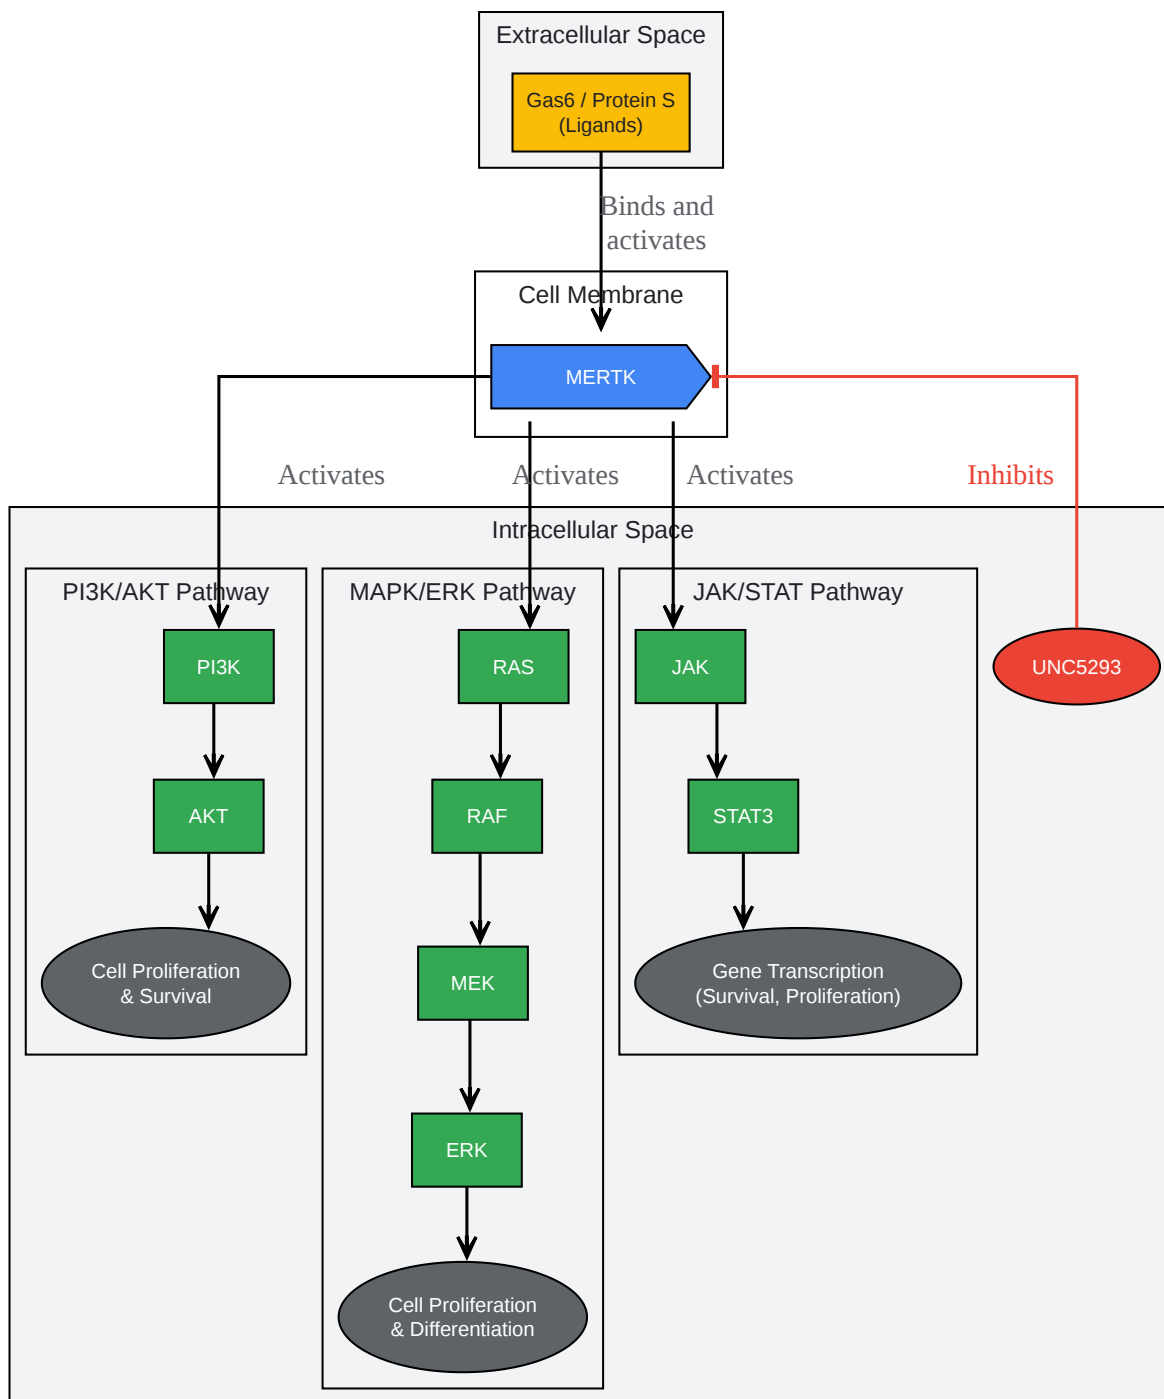 Extracellular Space
Gas6 / Protein S
(Ligands)
Binds and
activates
Cell Membrane
MERTK
Activates
Activates
Activates
Inhibits
Intracellular Space
PI3K/AKT Pathway
MAPK/ERK Pathway
JAK/STAT Pathway
PI3K
RAS
JAK
UNC5293
AKT
RAF
STAT3
Cell Proliferation
& Survival
MEK
Gene Transcription
(Survival, Proliferation)
ERK
Cell Proliferation
& Differentiation